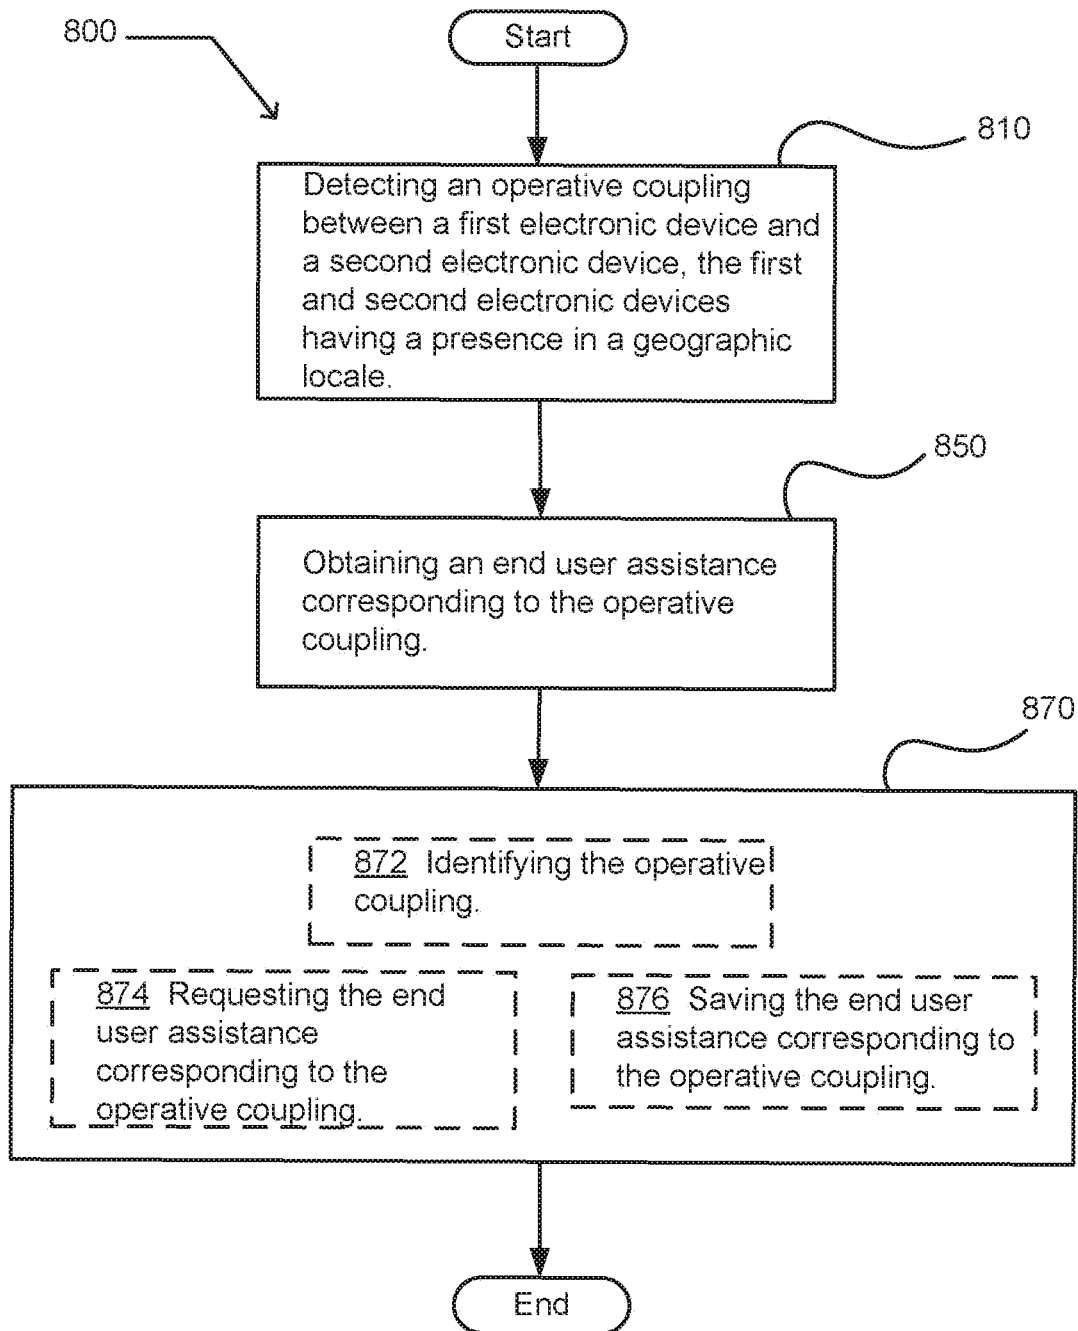 800
Start
810
Detecting an operative coupling
between a first electronic device and
a second electronic device, the first
and second electronic devices
having a presence in a geographic
locale.
850
Obtaining an end user assistance
corresponding to the operative
coupling.
870
872 Identifying the operative
coupling.
874 Requesting the end
user assistance
corresponding to the
operative coupling.
876 Saving the end user
assistance corresponding to
the operative coupling.
End